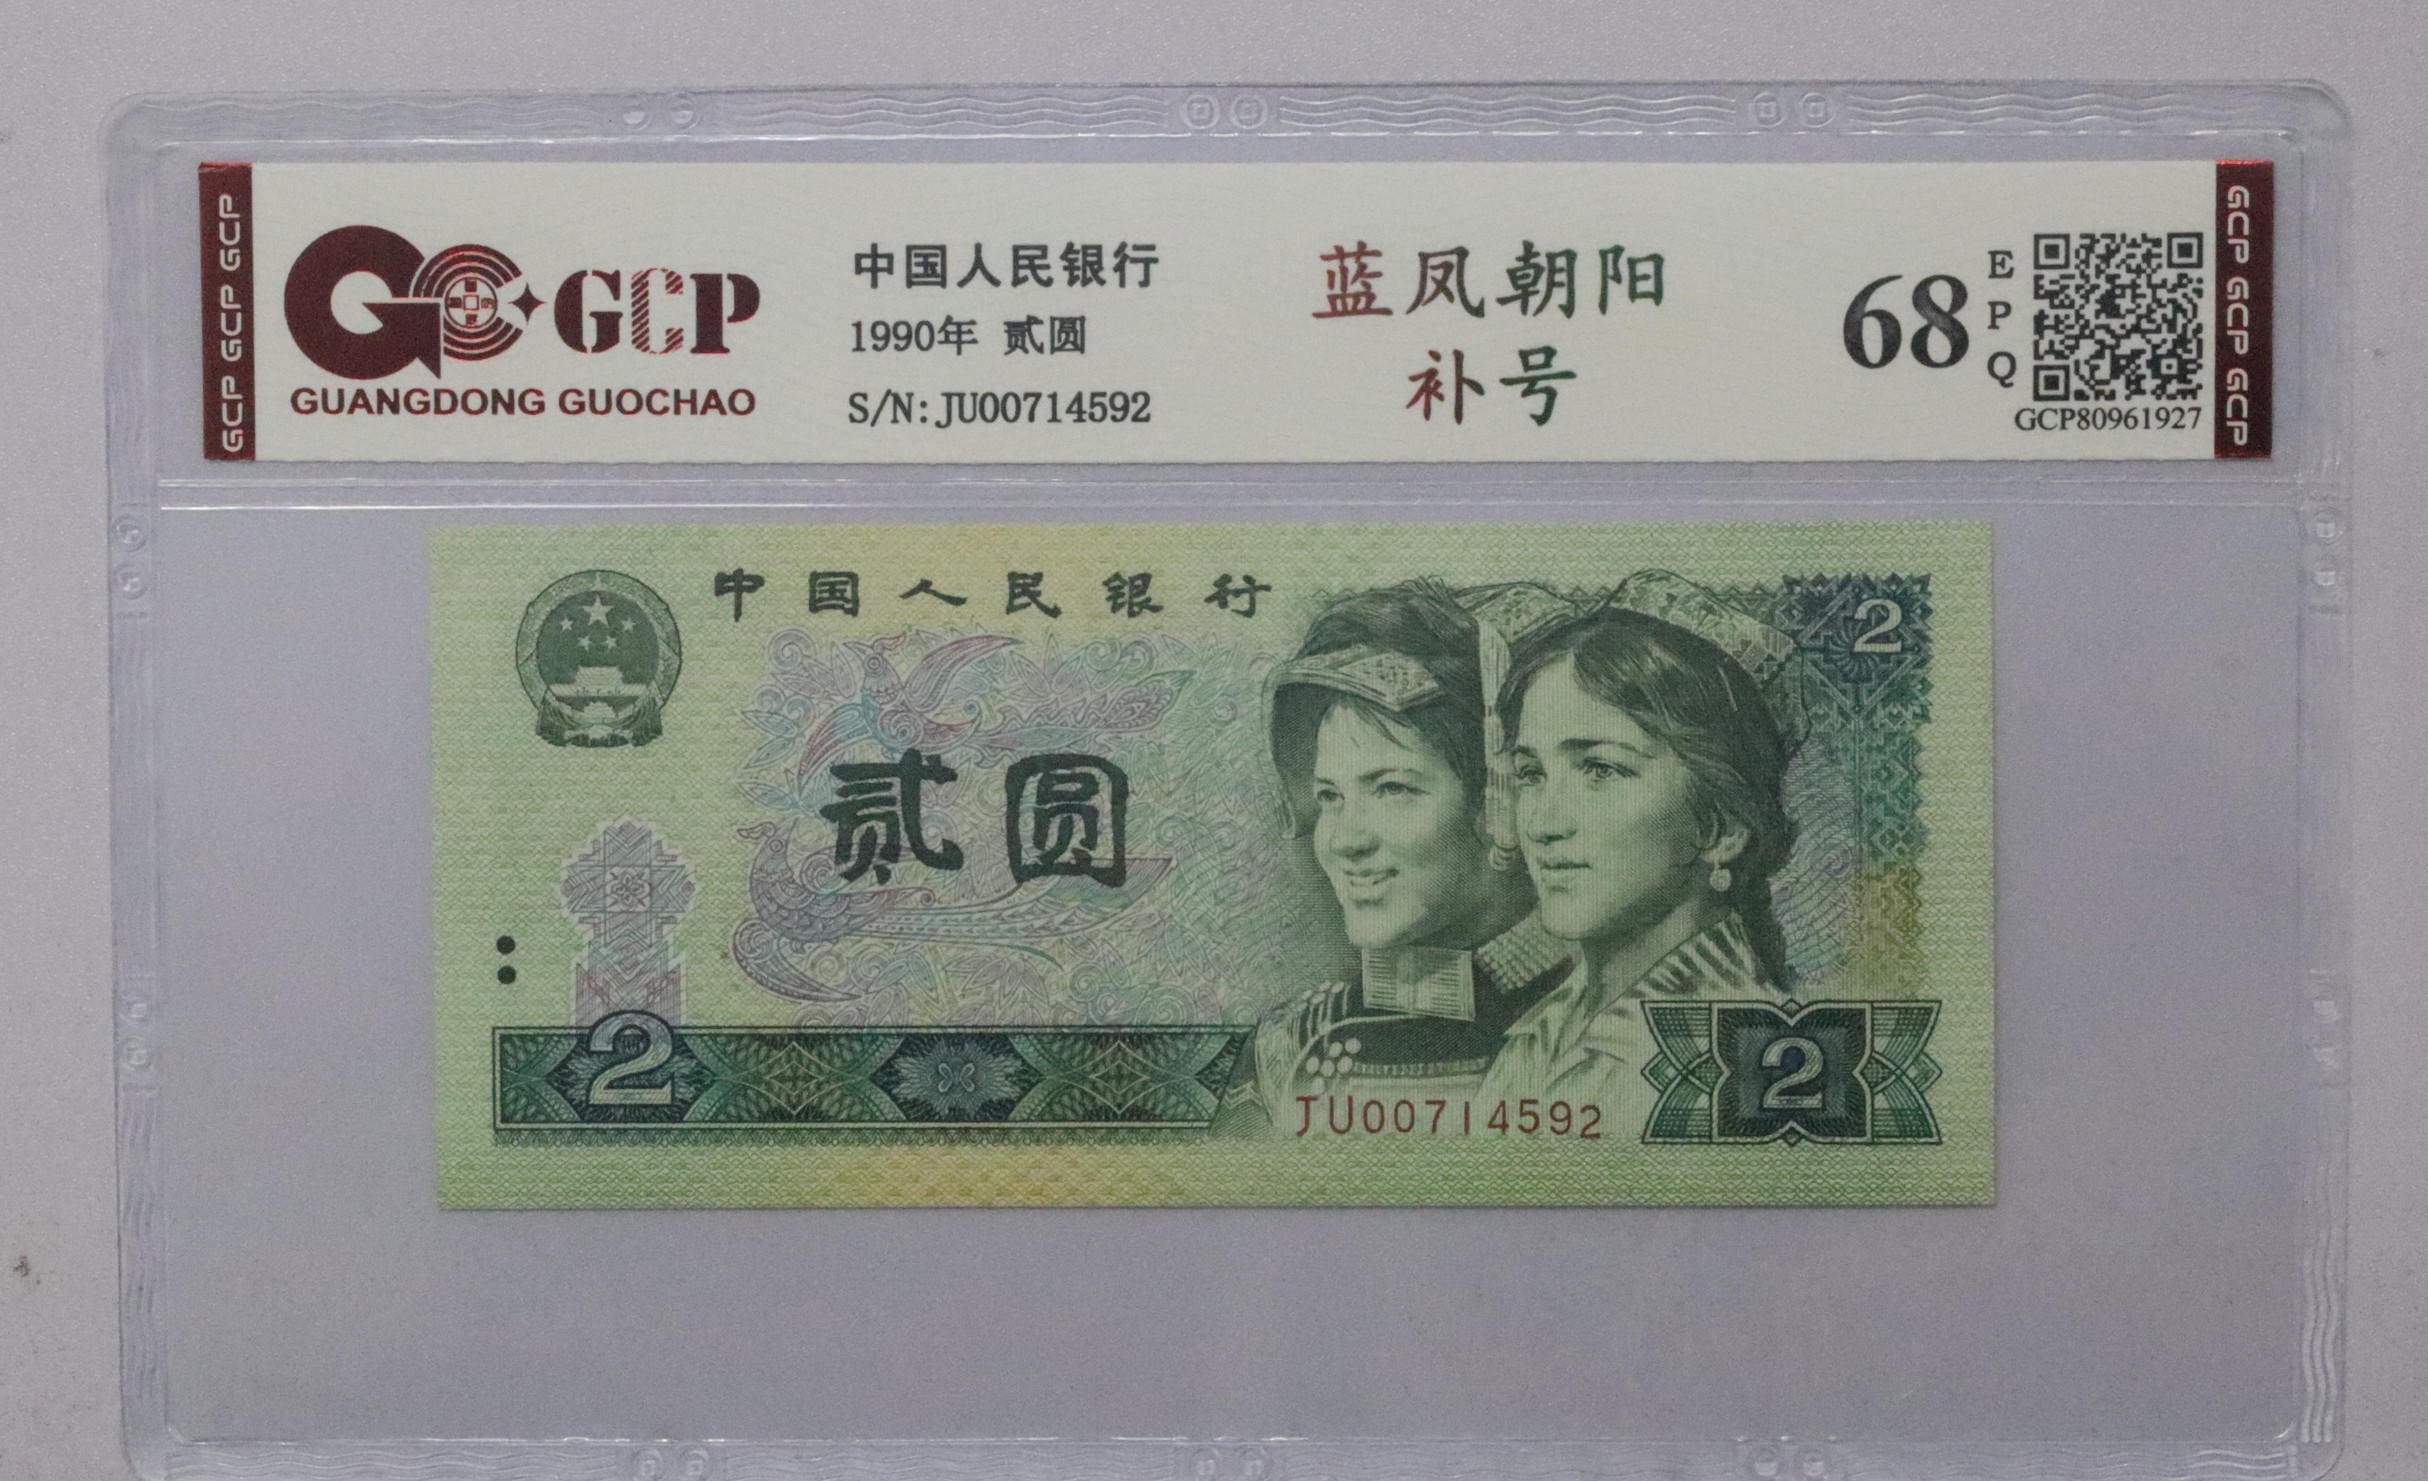 GCP GCP GCP
GCP
GUANGDONG GUOCHAO
中国人民银行
1990年 贰圆
S/N:JU00714592
蓝凤朝阳
补号
68
EPQ
GCP80961927
GCP GCP GCP
中国人民银行
2
贰圆
2
JU00714592
2